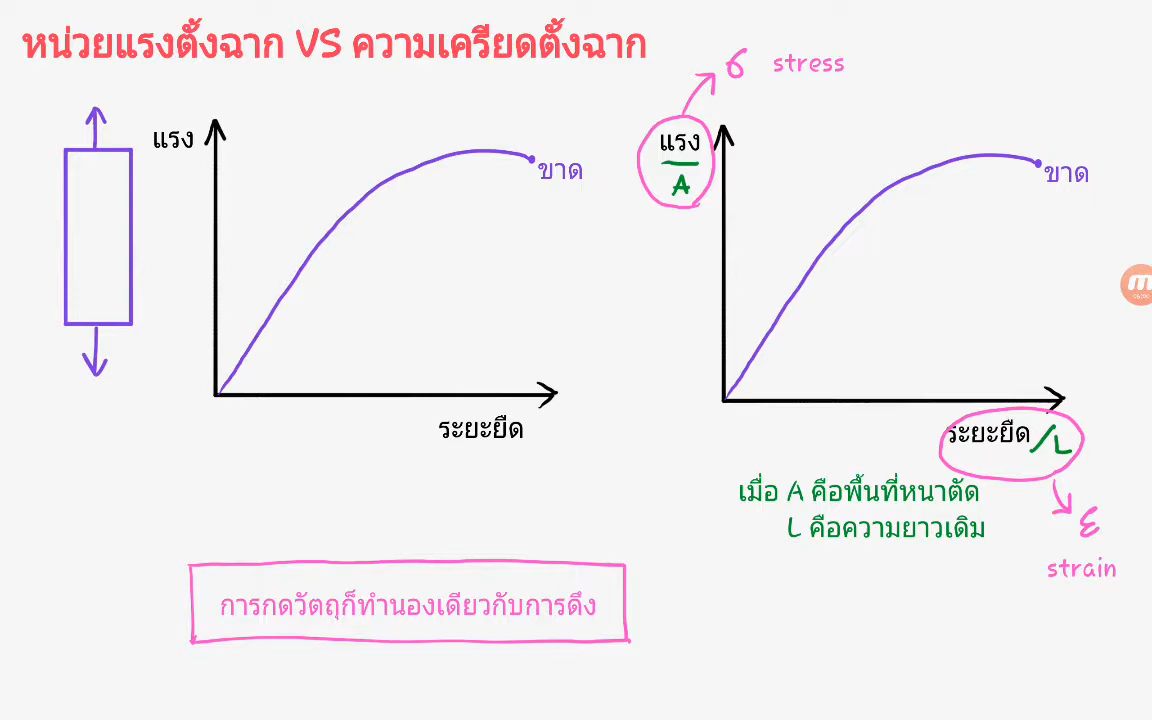 หน่วยแรงตั้งฉาก VS ความเครียดตั้งฉาก
σ stress
แรง
ขาด
ระยะยืด
แรง
A
ขาด
ระยะยืด/L
เมื่อ A คือพื้นที่หนาตัด
L คือความยาวเดิม
ε
strain
การกดวัตถุก็ทำนองเดียวกับการดึง